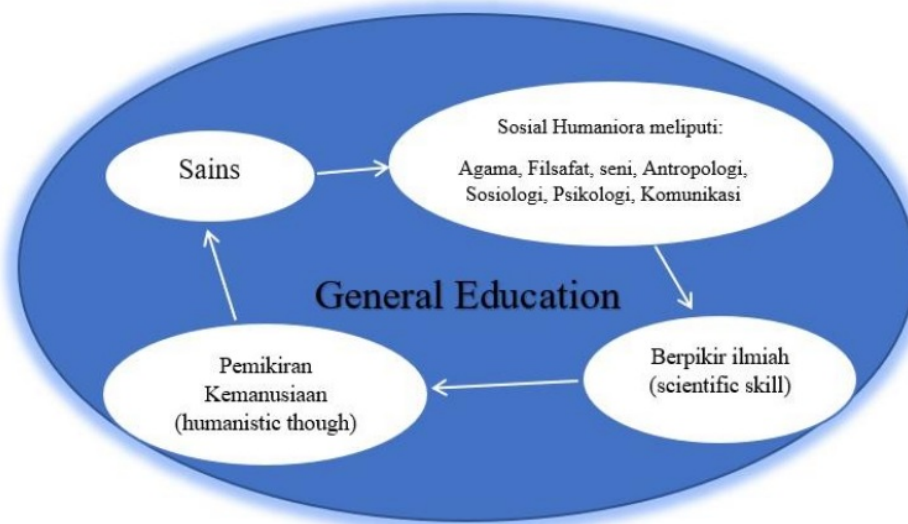 Sosial Humaniora meliputi:
Agama, Filsafat, seni, Antropologi,
Sosiologi, Psikologi, Komunikasi
Sains
General Education
Berpikir ilmiah
(scientific skill)
Pemikiran
Kemanusiaan
(humanistic though)